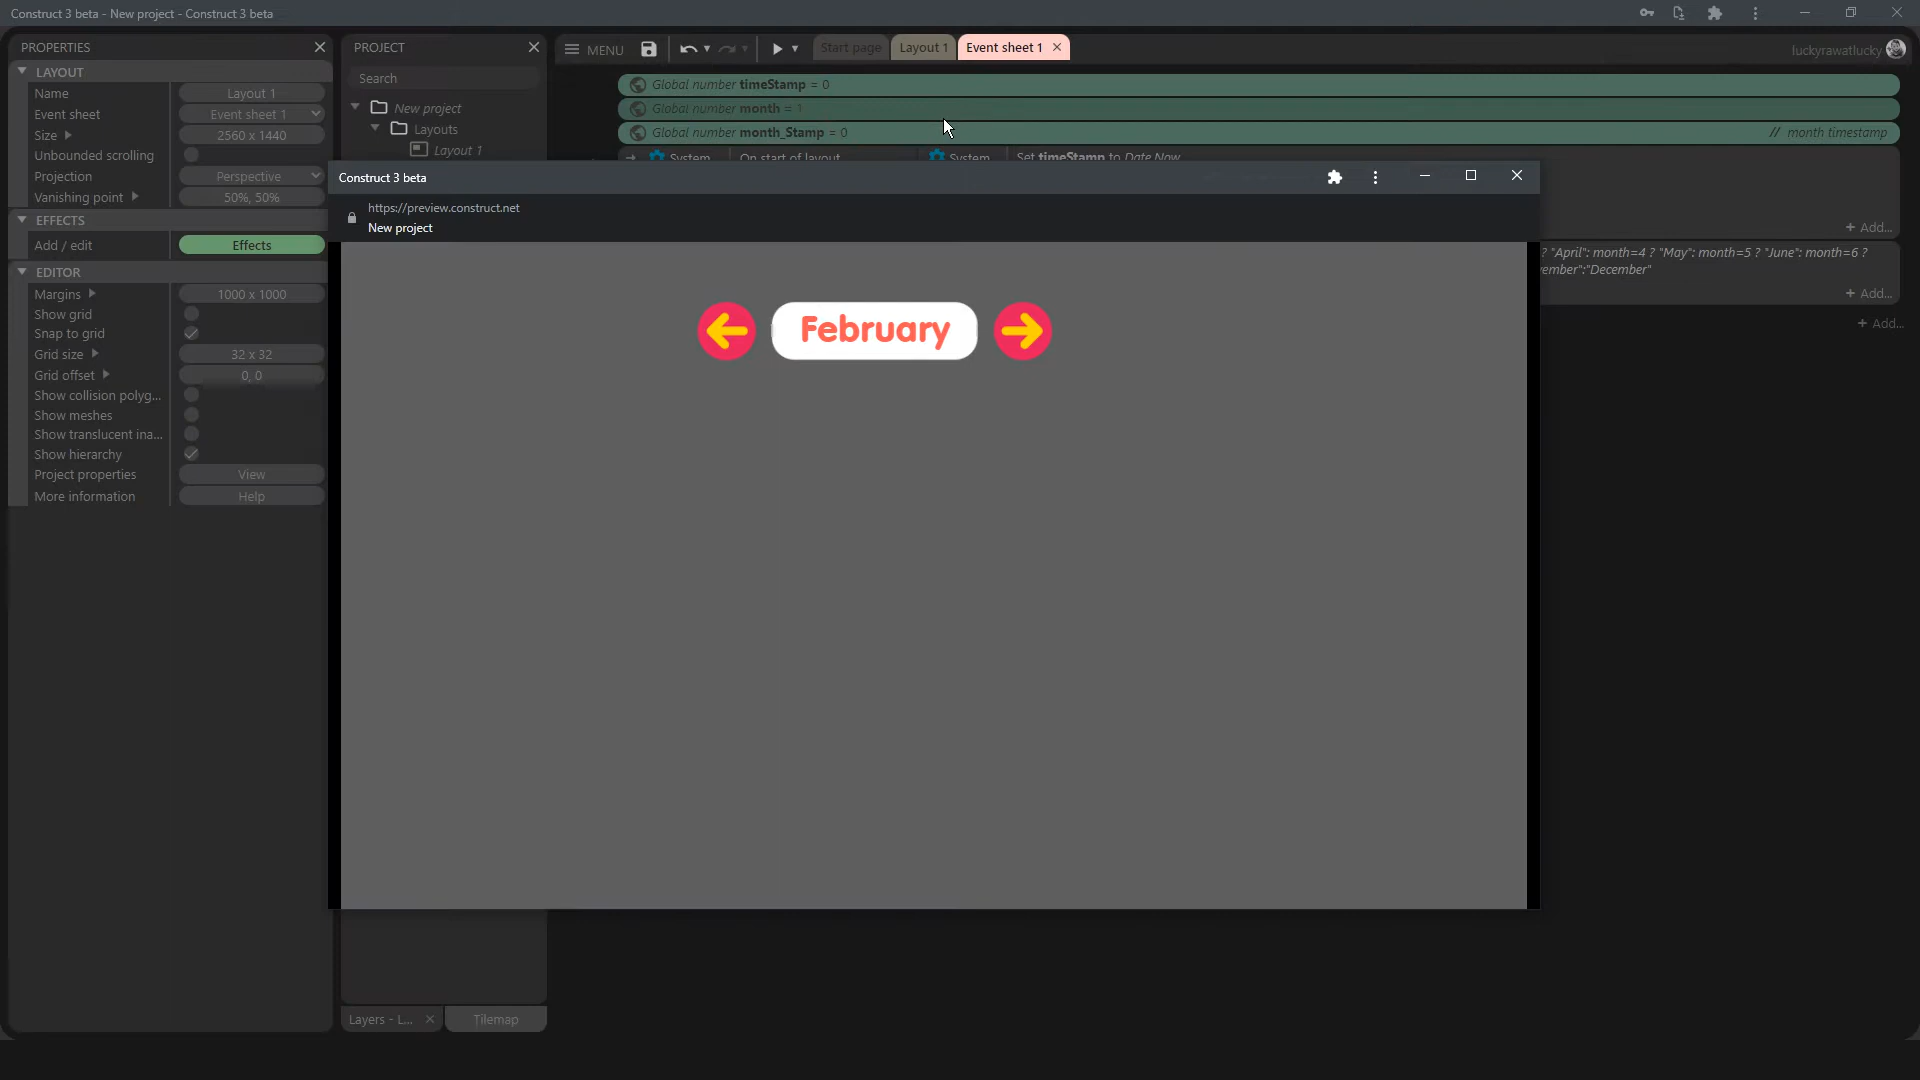 Construct 3 beta - New project - Construct 3 beta
PROPERTIES
LAYOUT
Name Layout 1
Event sheet Event sheet 1
Size 2560 x 1440
Unbounded scrolling
Projection Perspective
Vanishing point 50%, 50%
EFFECTS
Add / edit Effects
EDITOR
Margins 1000 x 1000
Show grid
Snap to grid
Grid size 32 x 32
Grid offset 0, 0
Show collision polyg...
Show meshes
Show translucent ina...
Show hierarchy
Project properties View
More information Help
PROJECT
Search
New project
Layouts
Layout 1
Layers - L...
Tilemap
MENU
Start page
Layout 1
Event sheet 1
luckyrawatlucky
Global number timeStamp = 0
Global number month = 1
Global number month_Stamp = 0 // month timestamp
System On start of layout System Set timeStamp to Date.Now
+ Add...
? "April": month=4 ? "May": month=5 ? "June": month=6 ?
vember":"December"
+ Add...
+ Add...
Construct 3 beta
https://preview.construct.net
New project
February